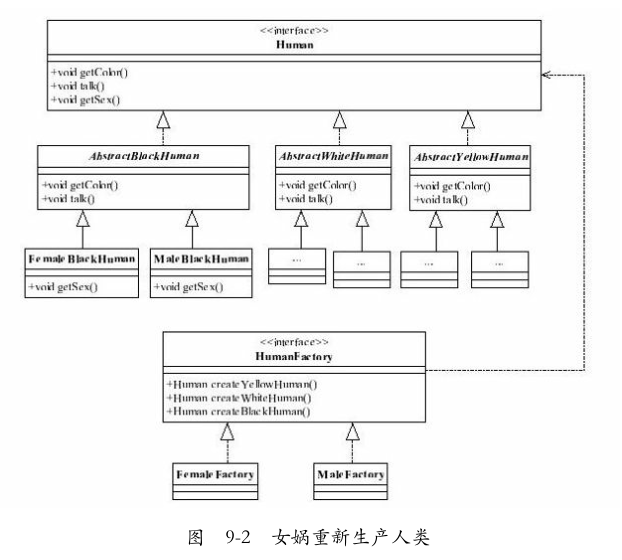 <<interface>>
Human
+void getColor()
+void talk()
+void getSex()
AbstractBlackHuman
+void getColor()
+void talk()
AbstractWhiteHuman
+void getColor()
+void talk()
AbstractYellowHuman
+void getColor()
+void talk()
FemaleBlackHuman
+void getSex()
MaleBlackHuman
+void getSex()
...
...
...
...
<<interface>>
HumanFactory
+Human createYellowHuman()
+Human createWhiteHuman()
+Human createBlackHuman()
FemaleFactory
MaleFactory
图 9-2 女娲重新生产人类